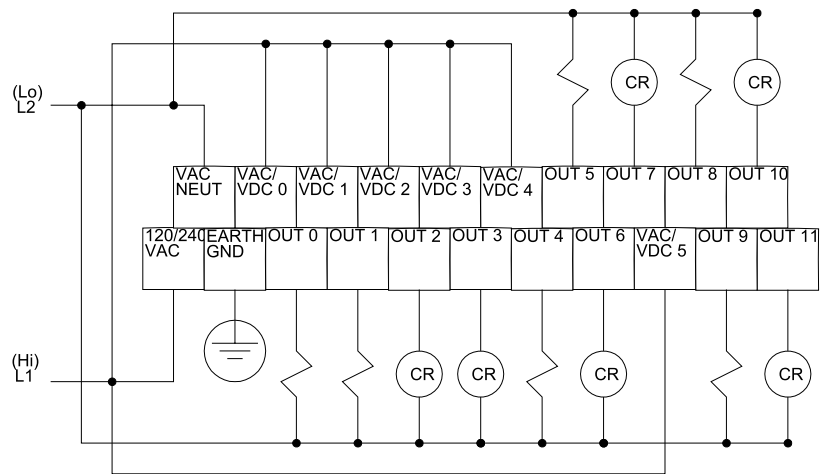 CR
CR
(Lo)
L2
VAC
NEUT
VAC/
VDC 0
VAC/
VDC 1
VAC/
VDC 2
VAC/
VDC 3
VAC/
VDC 4
OUT 5
OUT 7
OUT 8
OUT 10
120/240
VAC
EARTH
GND
OUT 0
OUT 1
OUT 2
OUT 3
OUT 4
OUT 6
VAC/
VDC 5
OUT 9
OUT 11
(Hi)
L1
CR
CR
CR
CR